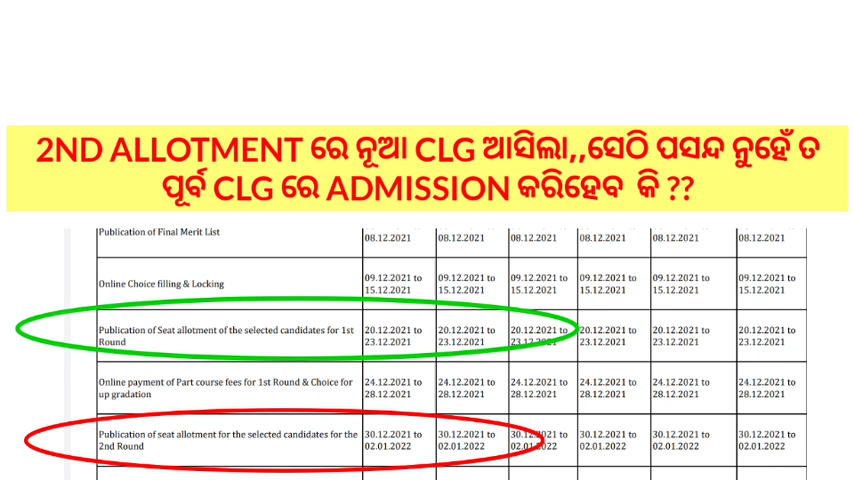 2ND ALLOTMENT ରେ ନୂଆ CLG ଆସିଲା,,ସେଠି ପସନ୍ଦ ନୁହେଁ ତ
ପୂର୍ବ CLG ରେ ADMISSION କରିହେବ କି ??
Publication of Final Merit List
08.12.2021 08.12.2021 08.12.2021 08.12.2021 08.12.2021 08.12.2021
09.12.2021 to 09.12.2021 to 09.12.2021 to 09.12.2021 to 09.12.2021 to 09.12.2021 to
Online Choice filling & Locking
15.12.2021 15.12.2021 15.12.2021 15.12.2021 15.12.2021 15.12.2021
Publication of Seat allotment of the selected candidates for 1st 20.12.2021 to 20.12.2021 to 20.12.2021 to 20.12.2021 to 20.12.2021 to 20.12.2021 to
Round 23.12.2021 23.12.2021 23.12.2021 23.12.2021 23.12.2021 23.12.2021
Online payment of Part course fees for 1st Round & Choice for 24.12.2021 to 24.12.2021 to 24.12.2021 to 24.12.2021 to 24.12.2021 to 24.12.2021 to
up gradation 28.12.2021 28.12.2021 28.12.2021 28.12.2021 28.12.2021 28.12.2021
Publication of seat allotment for the selected candidates for the 30.12.2021 to 30.12.2021 to 30.12.2021 to 30.12.2021 to 30.12.2021 to 30.12.2021 to
2nd Round 02.01.2022 02.01.2022 02.01.2022 02.01.2022 02.01.2022 02.01.2022